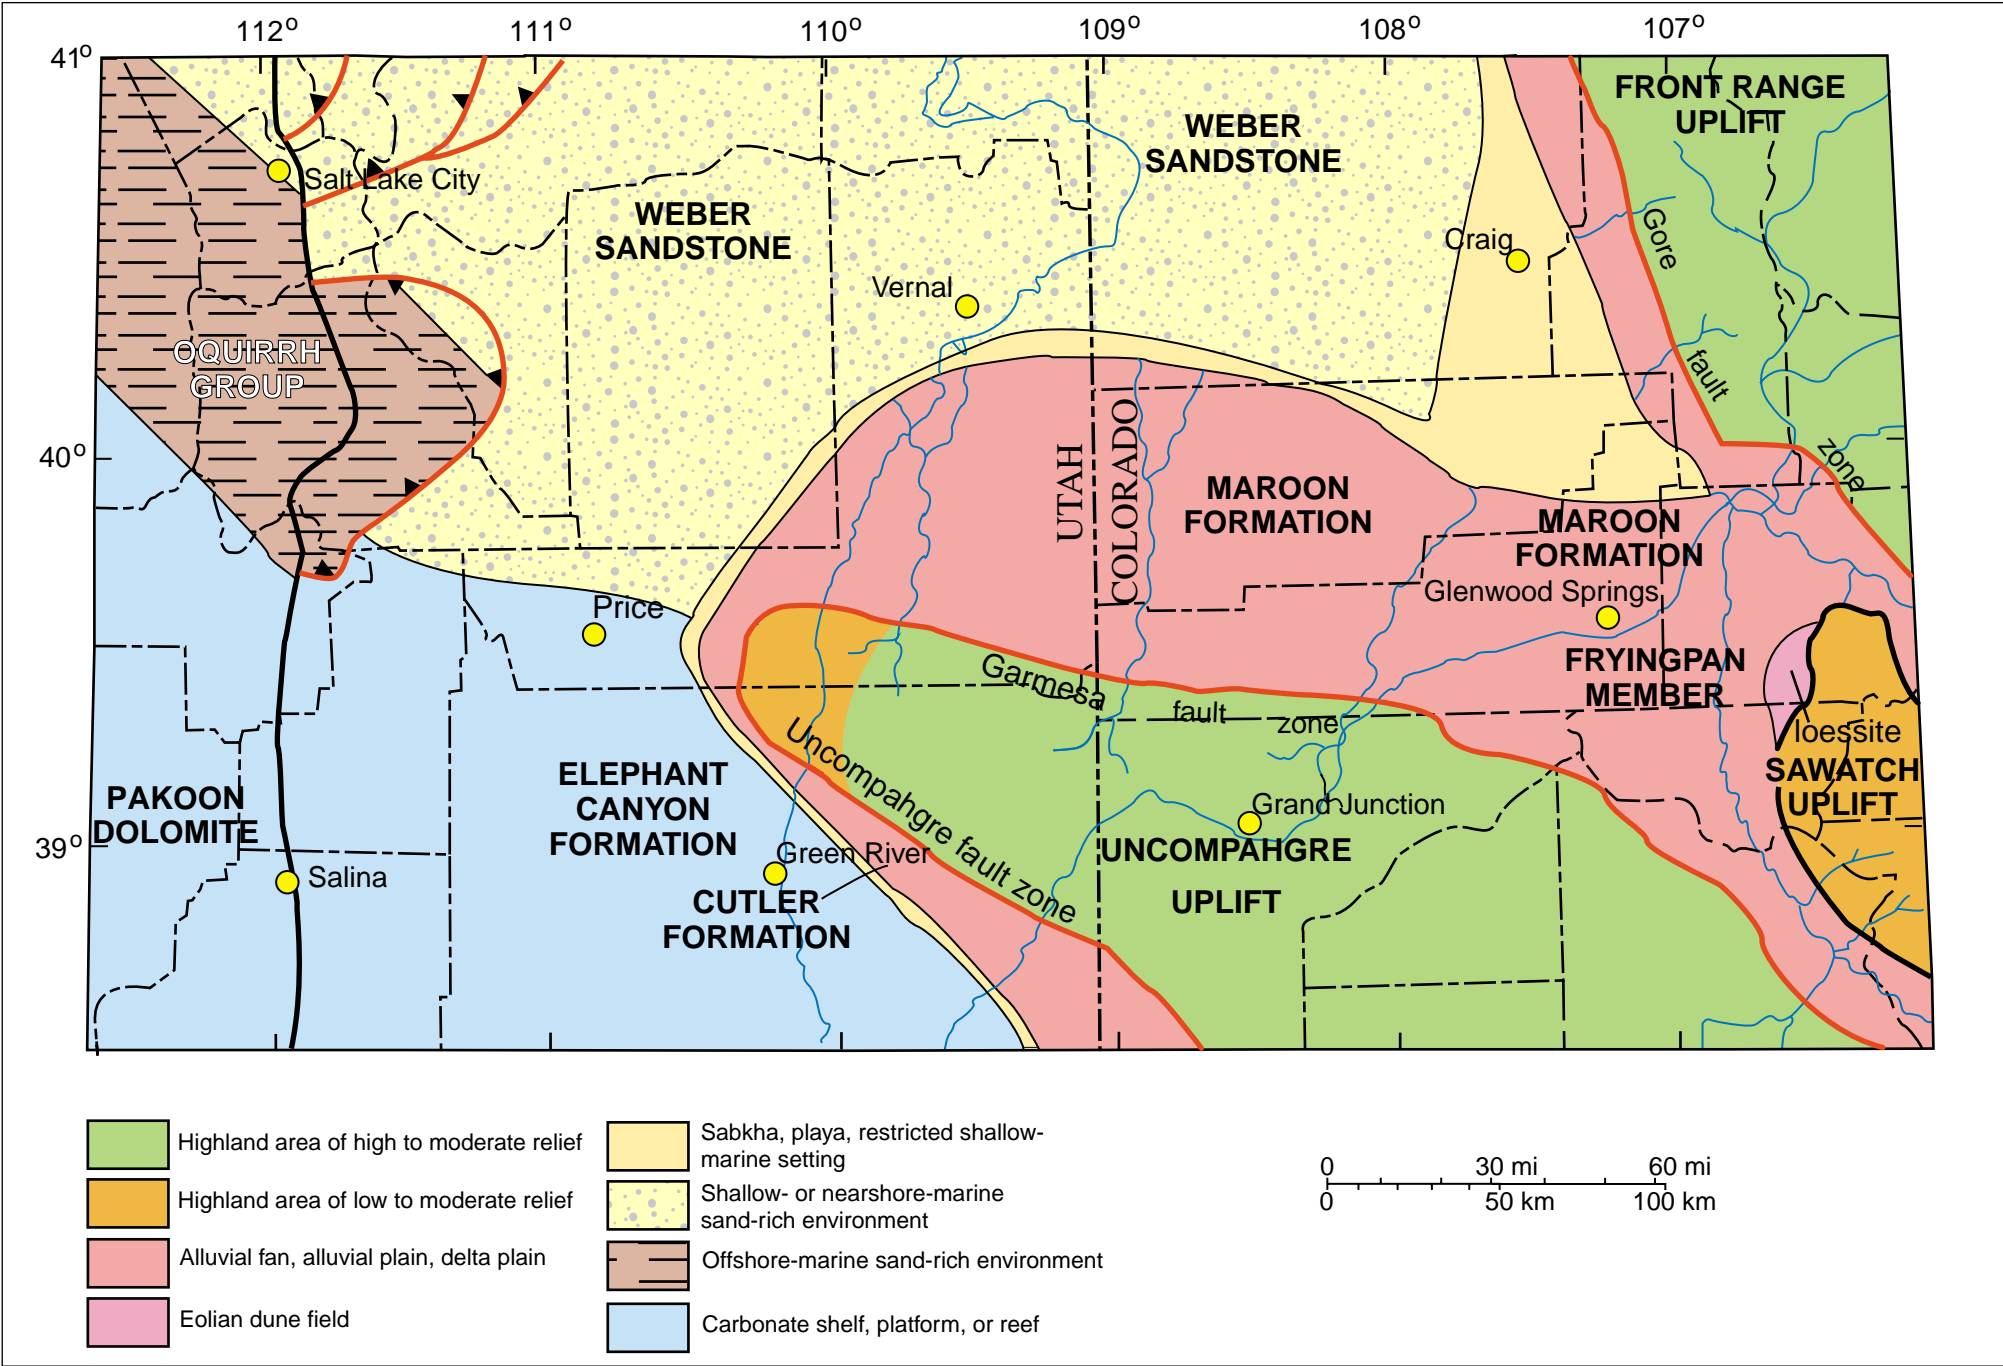 112°
111°
110°
109°
108°
107°
41°
40°
39°
FRONT RANGE
UPLIFT
WEBER
SANDSTONE
Salt Lake City
WEBER
SANDSTONE
Craig
Gore
fault
zone
Vernal
OQUIRRH
GROUP
UTAH
COLORADO
MAROON
FORMATION
MAROON
FORMATION
Glenwood Springs
Price
FRYINGPAN
MEMBER
Garmesa
fault
zone
loessite
SAWATCH
UPLIFT
Uncompahgre fault zone
ELEPHANT
CANYON
FORMATION
PAKOON
DOLOMITE
Grand Junction
UNCOMPAHGRE
UPLIFT
Green River
Salina
CUTLER
FORMATION
Highland area of high to moderate relief
Highland area of low to moderate relief
Alluvial fan, alluvial plain, delta plain
Eolian dune field
Sabkha, playa, restricted shallow-
marine setting
Shallow- or nearshore-marine
sand-rich environment
Offshore-marine sand-rich environment
Carbonate shelf, platform, or reef
0 30 mi 60 mi
0 50 km 100 km